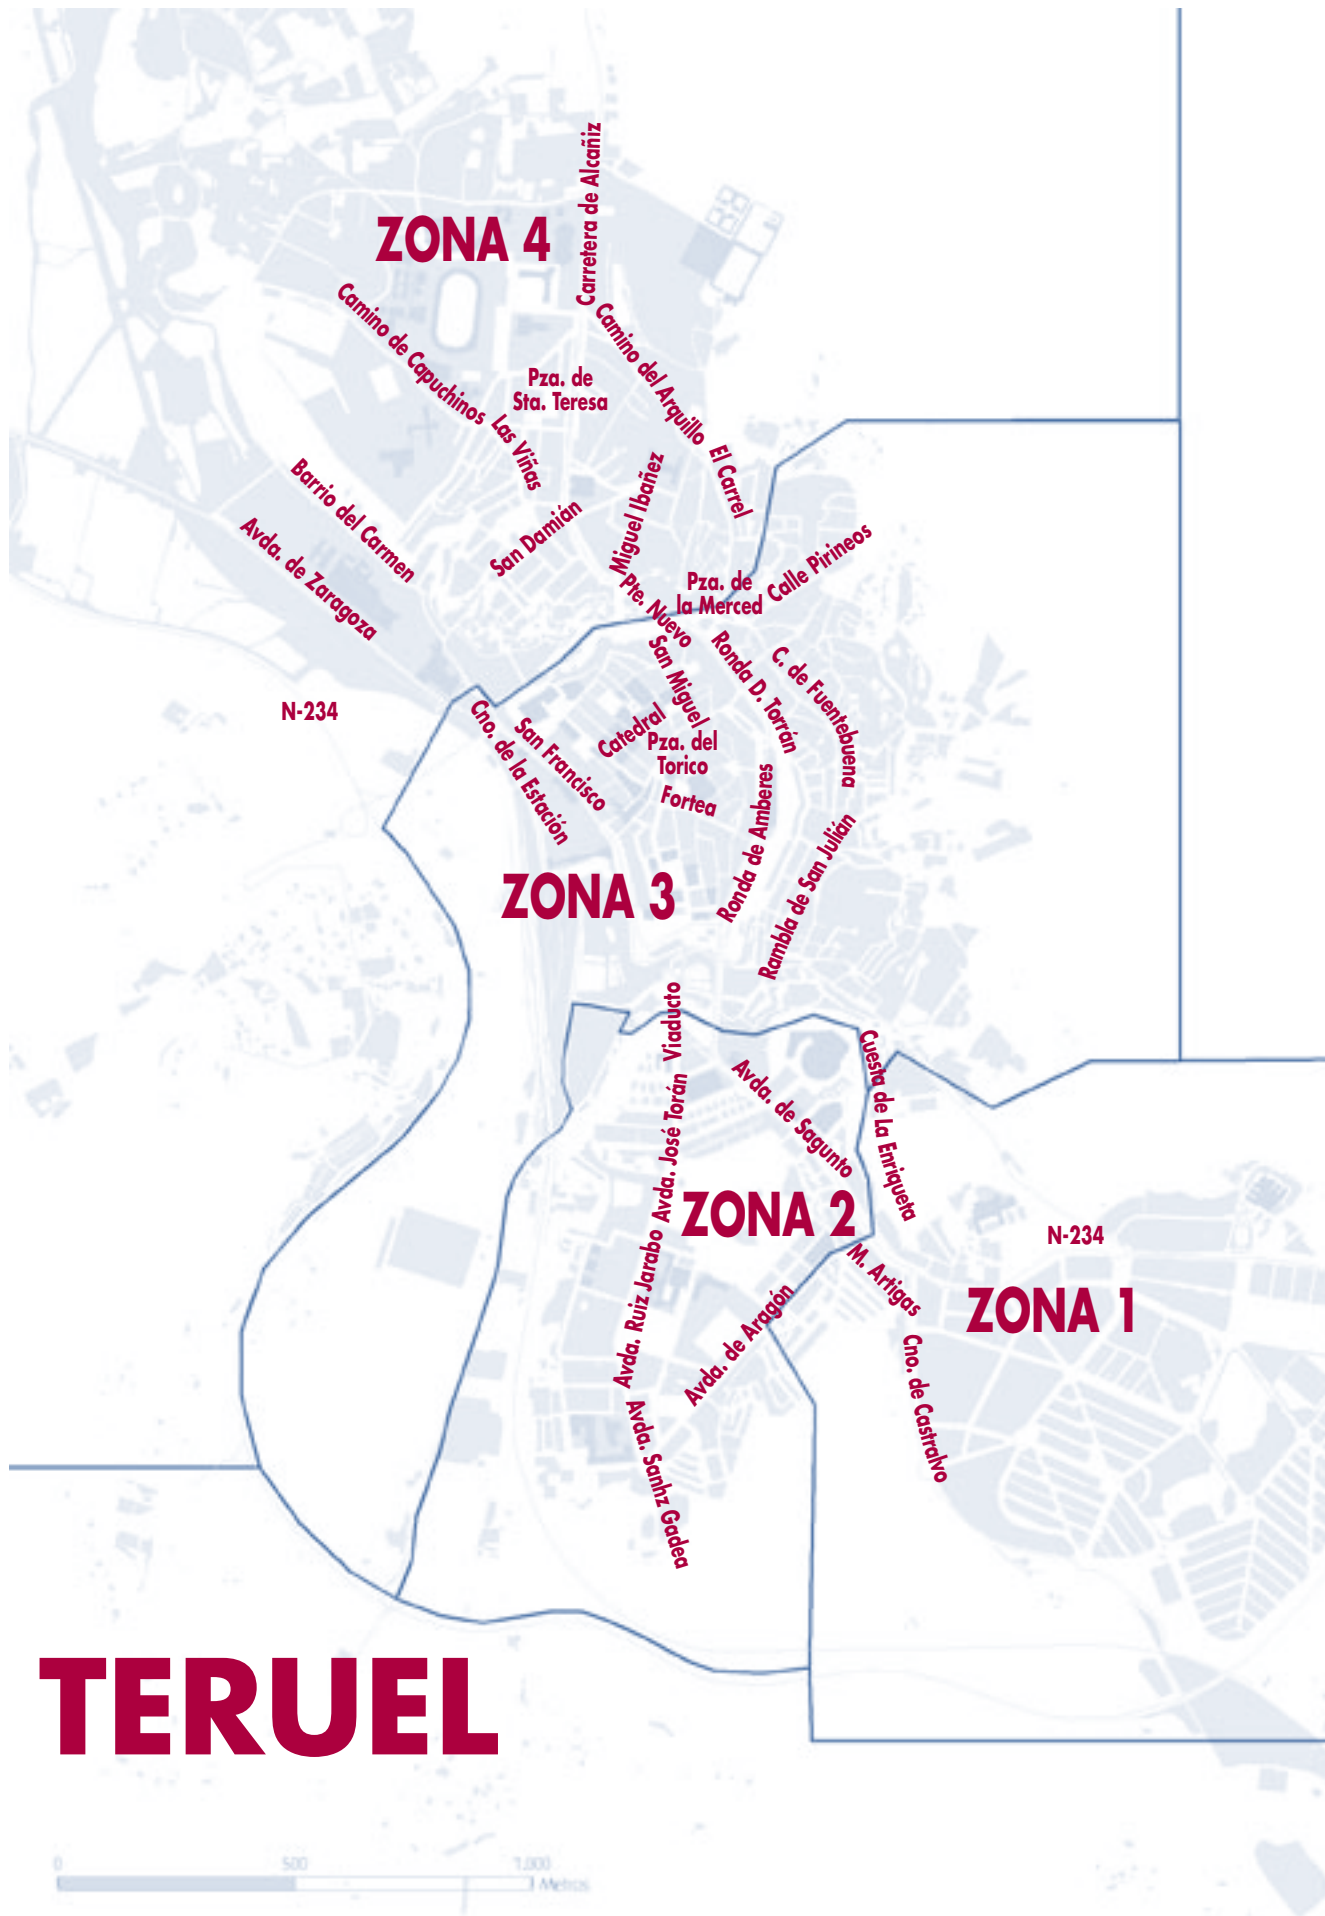 Carretera de Alcañiz
ZONA 4
Camino de Capuchinos
Camino del Arquillo
Pza. de
Sta. Teresa
Las Viñas
El Carrel
Miguel Ibañez
Barrio del Carmen
Avda. de Zaragoza
San Damián
Calle Pirineos
Pza. de
la Merced
Pte. Nuevo
San Miguel
Ronda D. Torrán
C. de Fuentebuena
N-234
Cno. de la Estación
San Francisco
Catedral
Pza. del
Torico
Fortea
Ronda de Amberes
Rambla de San Julián
ZONA 3
Viaducto
Cuesta de La Enriqueta
Avda. de Sagunto
Avda. José Torán
ZONA 2
Avda. Ruiz Jarabo
M. Artigas
N-234
ZONA 1
Avda. de Aragón
Cno. de Castralvo
Avda. Sanhz Gadea
TERUEL
0 500 1.000
Metros